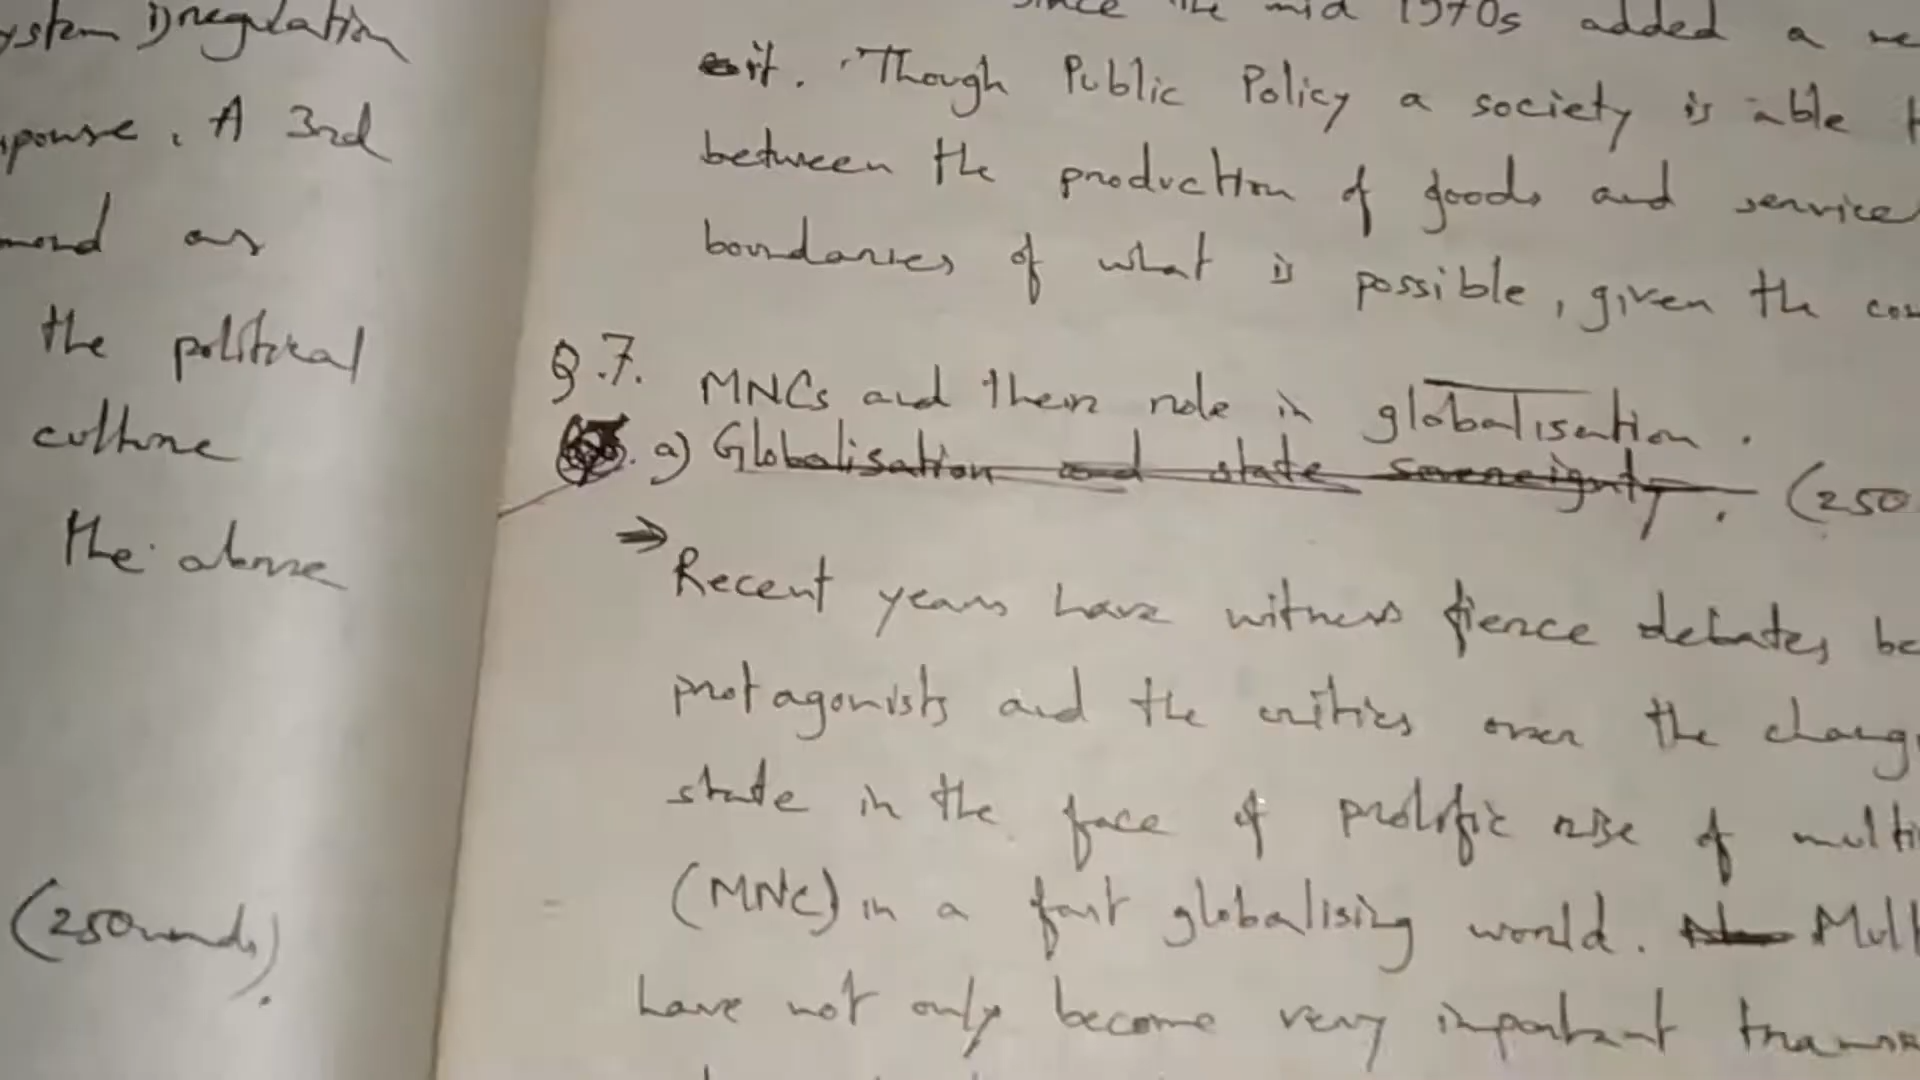 system regulation
A 3rd
as
the political
culture
the above
(250 words).
since the mid 1970s added a
it. Though Public Policy a society is able
between the production of goods and service
boundaries of what is possible, given the
Q.7. MNCs and their role in globalisation.
a) Globalisation and state sovereignty. (250
→ Recent years have witness fierce debates be
protagonists and the critics over the chang
state in the face of prolific rise of multi
(MNC) in a fast globalising world. Mult
have not only become very important trans